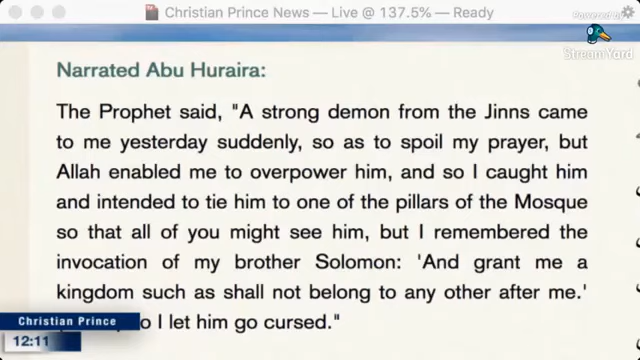 Christian Prince News — Live @ 137.5% — Ready
Powered by
StreamYard
Narrated Abu Huraira:
The Prophet said, "A strong demon from the Jinns came
to me yesterday suddenly, so as to spoil my prayer, but
Allah enabled me to overpower him, and so I caught him
and intended to tie him to one of the pillars of the Mosque
so that all of you might see him, but I remembered the
invocation of my brother Solomon: 'And grant me a
kingdom such as shall not belong to any other after me.'
I let him go cursed."
Christian Prince
12:11